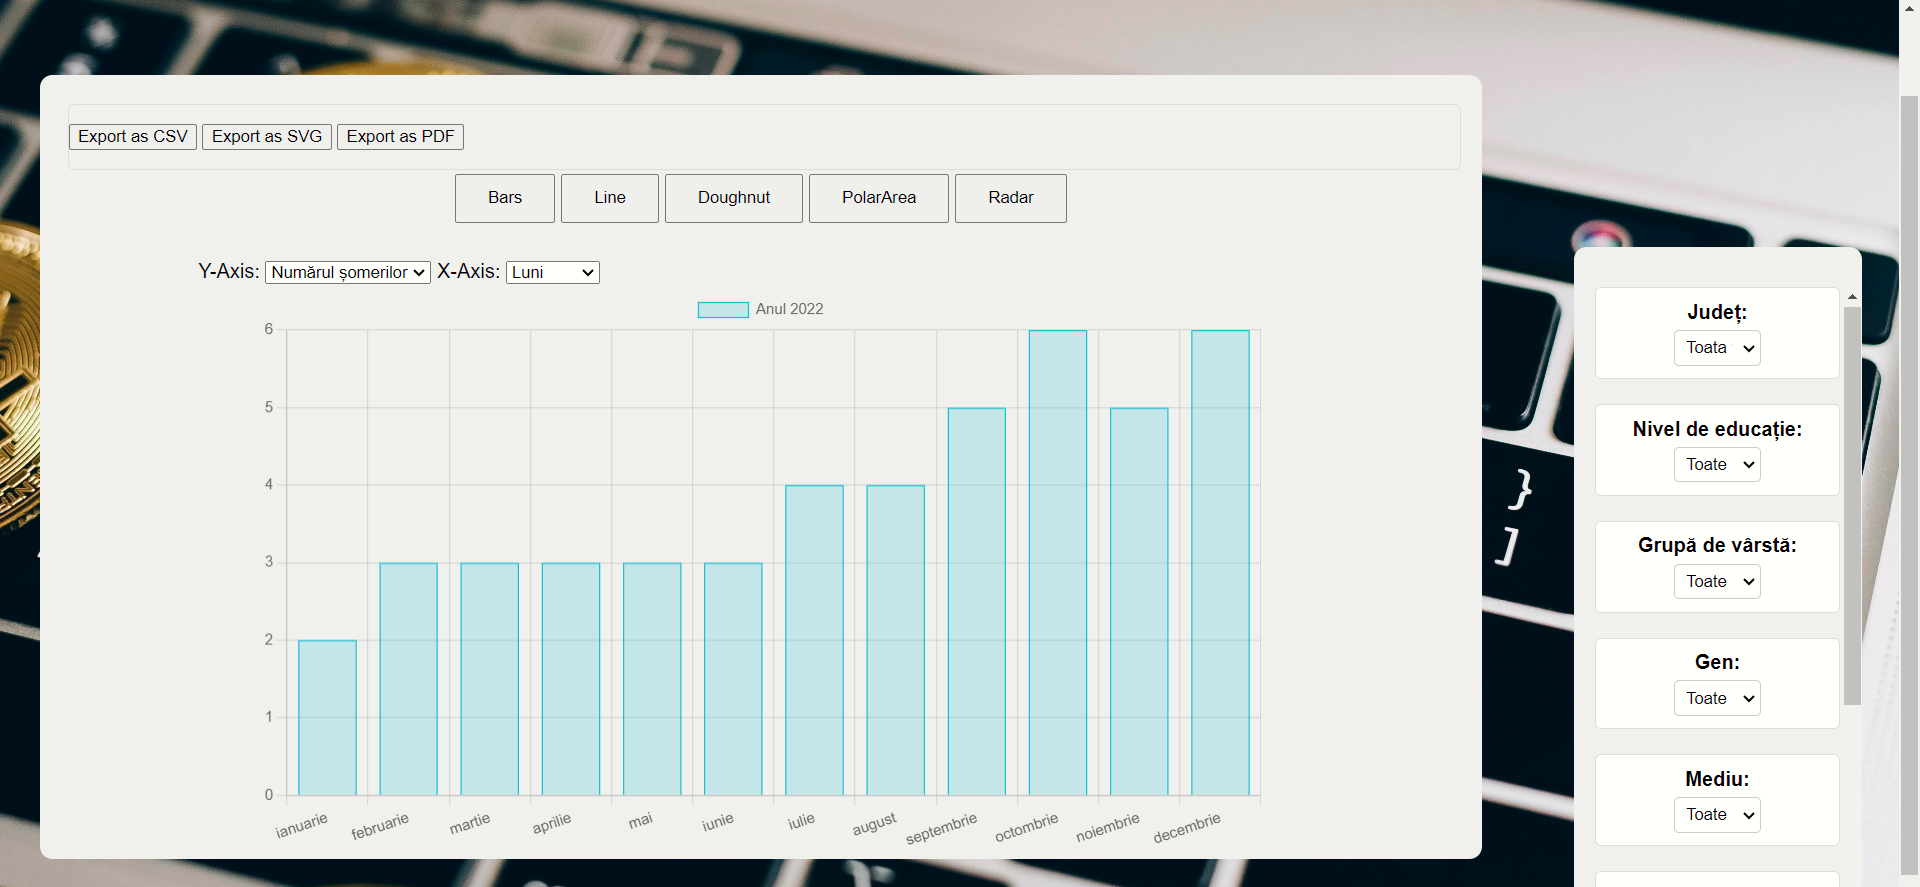 Export as CSV Export as SVG Export as PDF
Bars Line Doughnut PolarArea Radar
Y-Axis: Numărul șomerilor X-Axis: Luni
Anul 2022
6
5
4
3
2
1
0
ianuarie februarie martie aprilie mai iunie iulie august septembrie octombrie noiembrie decembrie
Județ:
Toata
Nivel de educație:
Toate
Grupă de vârstă:
Toate
Gen:
Toate
Mediu:
Toate
}
]